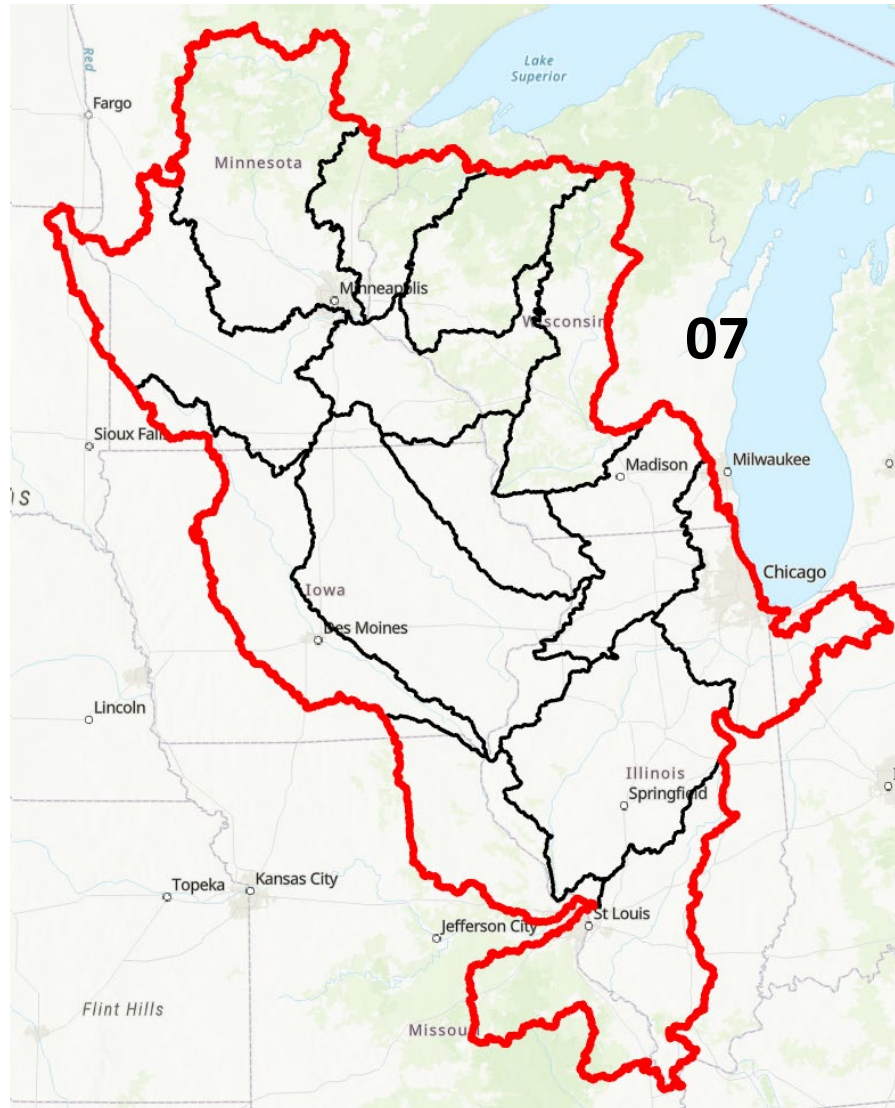 Lake
Superior
Red
Fargo
Minnesota
Minneapolis
Wisconsin
07
Sioux Fall
Madison
Milwaukee
Chicago
Iowa
Des Moines
Lincoln
Illinois
Springfield
Topeka
Kansas City
St Louis
Jefferson City
Flint Hills
Missouri